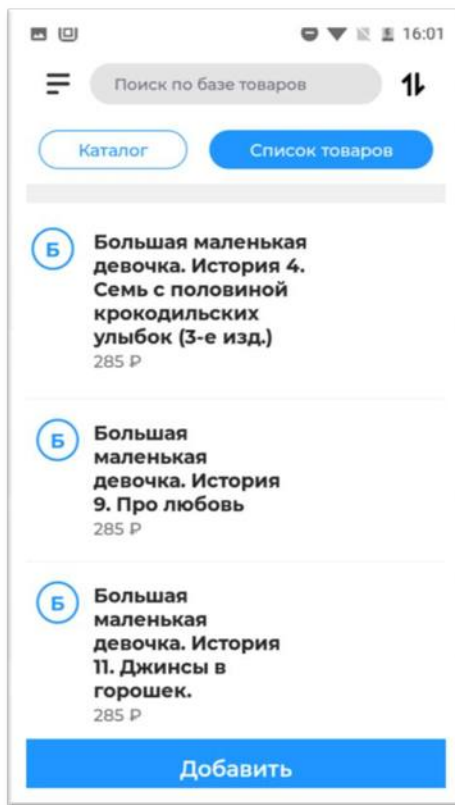 16:01
Поиск по базе товаров
Каталог
Список товаров
Б
Большая маленькая
девочка. История 4.
Семь с половиной
крокодильских
улыбок (3-е изд.)
285 ₽
Б
Большая
маленькая
девочка. История
9. Про любовь
285 ₽
Б
Большая
маленькая
девочка. История
11. Джинсы в
горошек.
285 ₽
Добавить